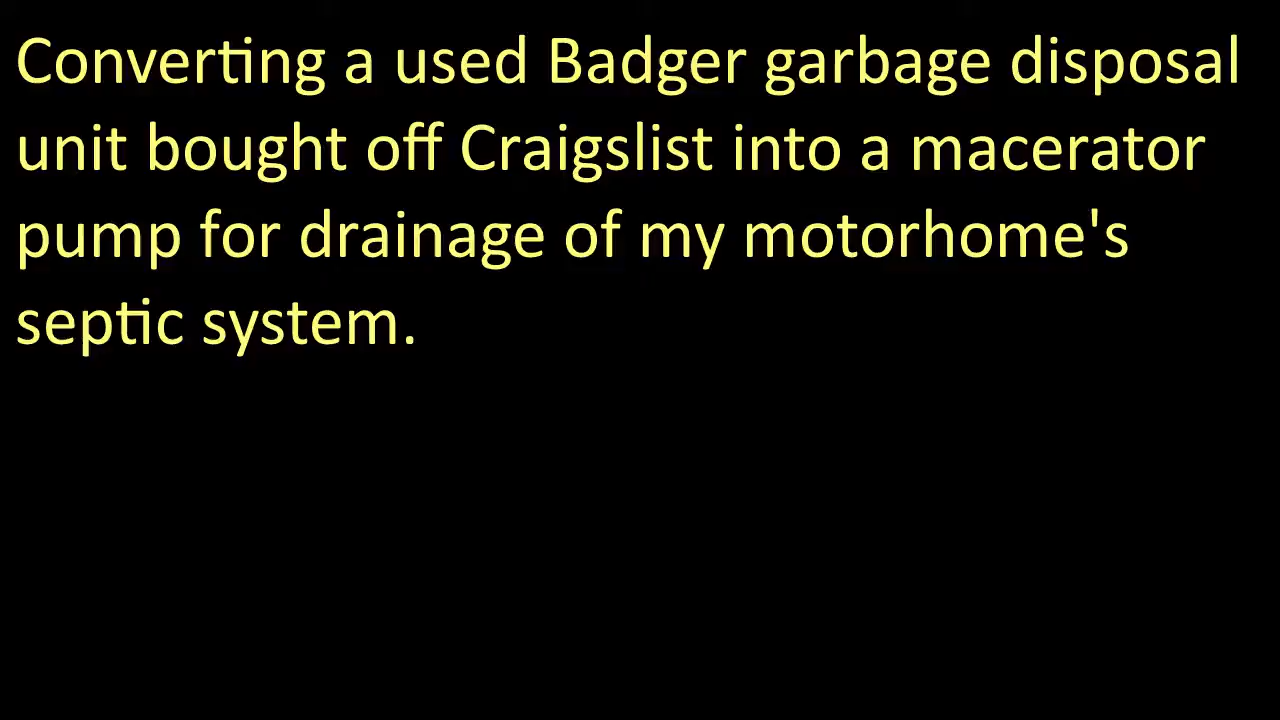 Converting a used Badger garbage disposal
unit bought off Craigslist into a macerator
pump for drainage of my motorhome's
septic system.